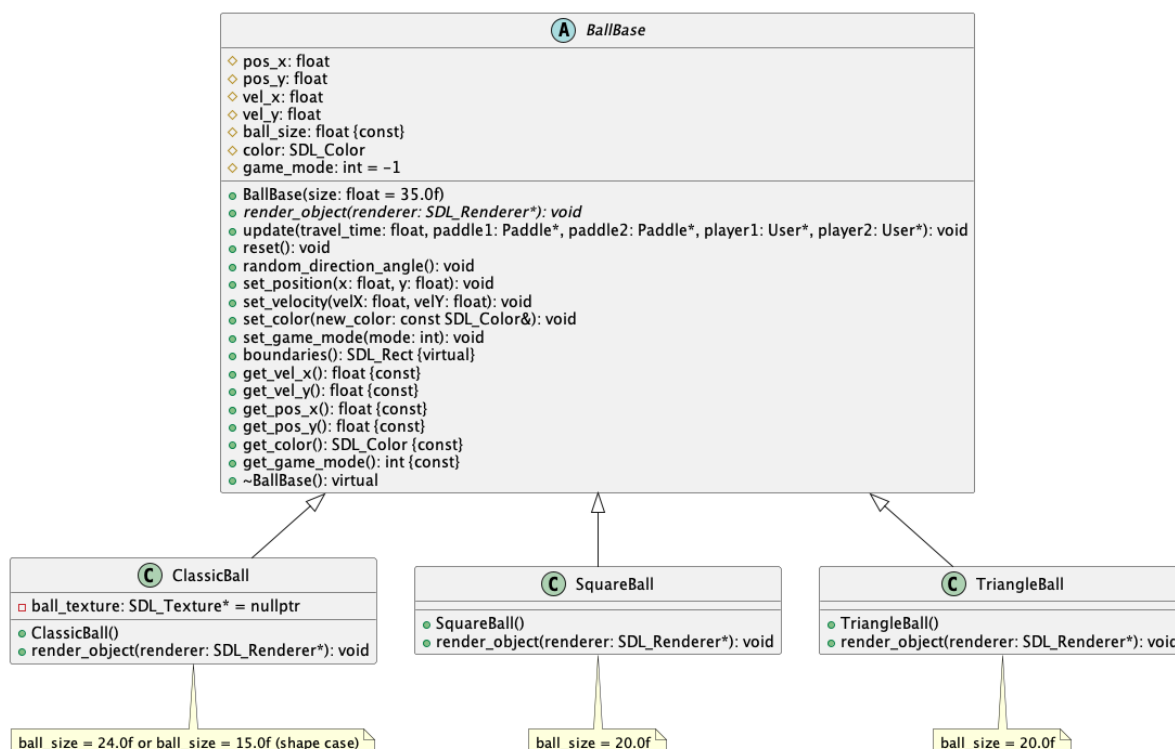 A BallBase
pos_x: float
pos_y: float
vel_x: float
vel_y: float
ball_size: float {const}
color: SDL_Color
game_mode: int = -1
BallBase(size: float = 35.0f)
render_object(renderer: SDL_Renderer*): void
update(travel_time: float, paddle1: Paddle*, paddle2: Paddle*, player1: User*, player2: User*): void
reset(): void
random_direction_angle(): void
set_position(x: float, y: float): void
set_velocity(velX: float, velY: float): void
set_color(new_color: const SDL_Color&): void
set_game_mode(mode: int): void
boundaries(): SDL_Rect {virtual}
get_vel_x(): float {const}
get_vel_y(): float {const}
get_pos_x(): float {const}
get_pos_y(): float {const}
get_color(): SDL_Color {const}
get_game_mode(): int {const}
~BallBase(): virtual
C ClassicBall
ball_texture: SDL_Texture* = nullptr
ClassicBall()
render_object(renderer: SDL_Renderer*): void
C SquareBall
SquareBall()
render_object(renderer: SDL_Renderer*): void
C TriangleBall
TriangleBall()
render_object(renderer: SDL_Renderer*): void
ball_size = 24.0f or ball_size = 15.0f (shape case)
ball_size = 20.0f
ball_size = 20.0f